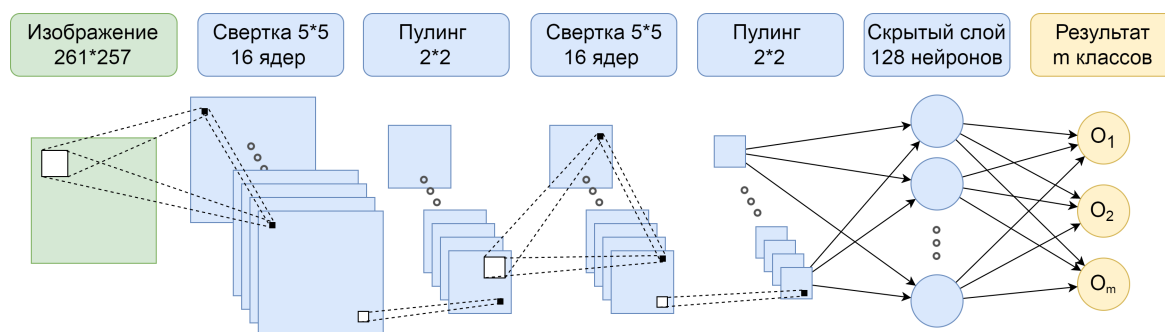 Изображение
261*257
Свертка 5*5
16 ядер
Пулинг
2*2
Свертка 5*5
16 ядер
Пулинг
2*2
Скрытый слой
128 нейронов
Результат
m классов
O₁
O₂
Oₘ